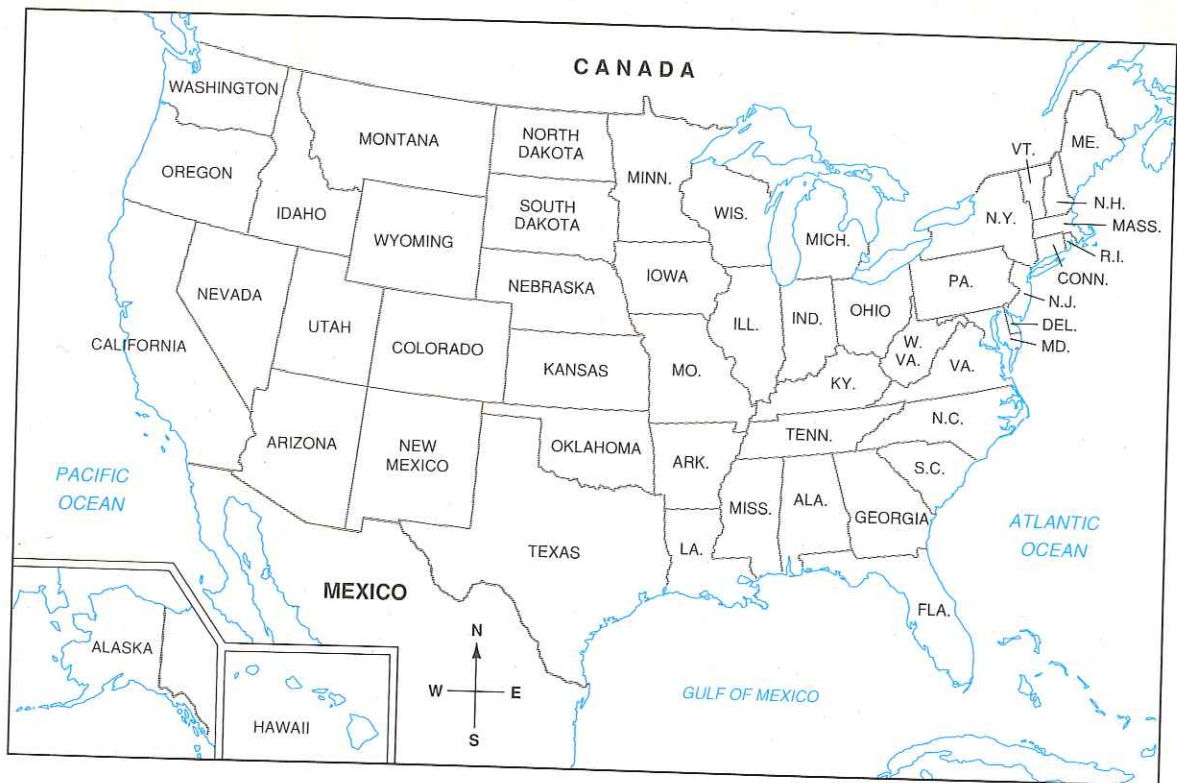 CANADA
WASHINGTON
MONTANA
NORTH
DAKOTA
MINN.
VT.
ME.
OREGON
IDAHO
SOUTH
DAKOTA
WIS.
N.Y.
N.H.
MASS.
WYOMING
MICH.
R.I.
CONN.
NEVADA
NEBRASKA
IOWA
PA.
N.J.
UTAH
COLORADO
ILL.
IND.
OHIO
DEL.
MD.
CALIFORNIA
KANSAS
MO.
W.
VA.
VA.
KY.
ARIZONA
NEW
MEXICO
OKLAHOMA
ARK.
TENN.
N.C.
S.C.
PACIFIC
OCEAN
TEXAS
LA.
MISS.
ALA.
GEORGIA
ATLANTIC
OCEAN
MEXICO
FLA.
ALASKA
HAWAII
N
W
E
S
GULF OF MEXICO